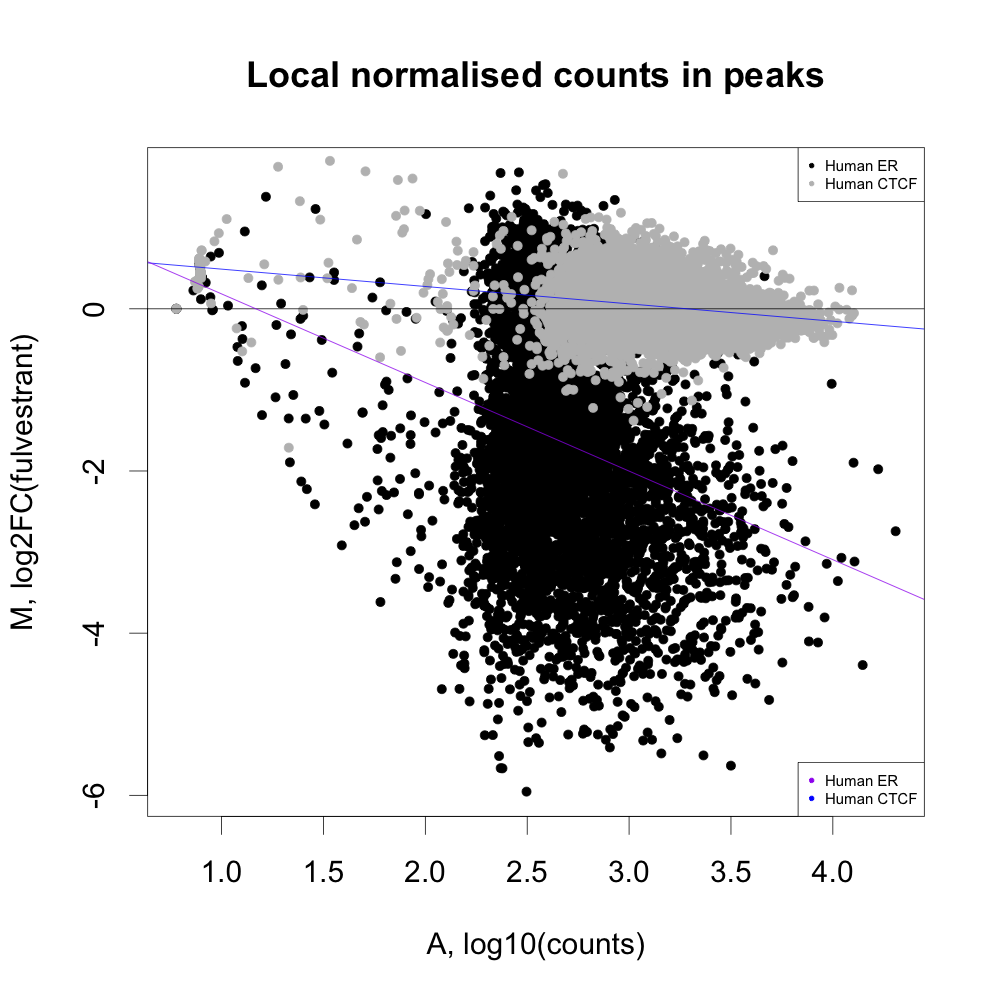 Local normalised counts in peaks
Human ER
Human CTCF
M, log2FC(fulvestrant)
0
-2
-4
-6
Human ER
Human CTCF
1.0 1.5 2.0 2.5 3.0 3.5 4.0
A, log10(counts)